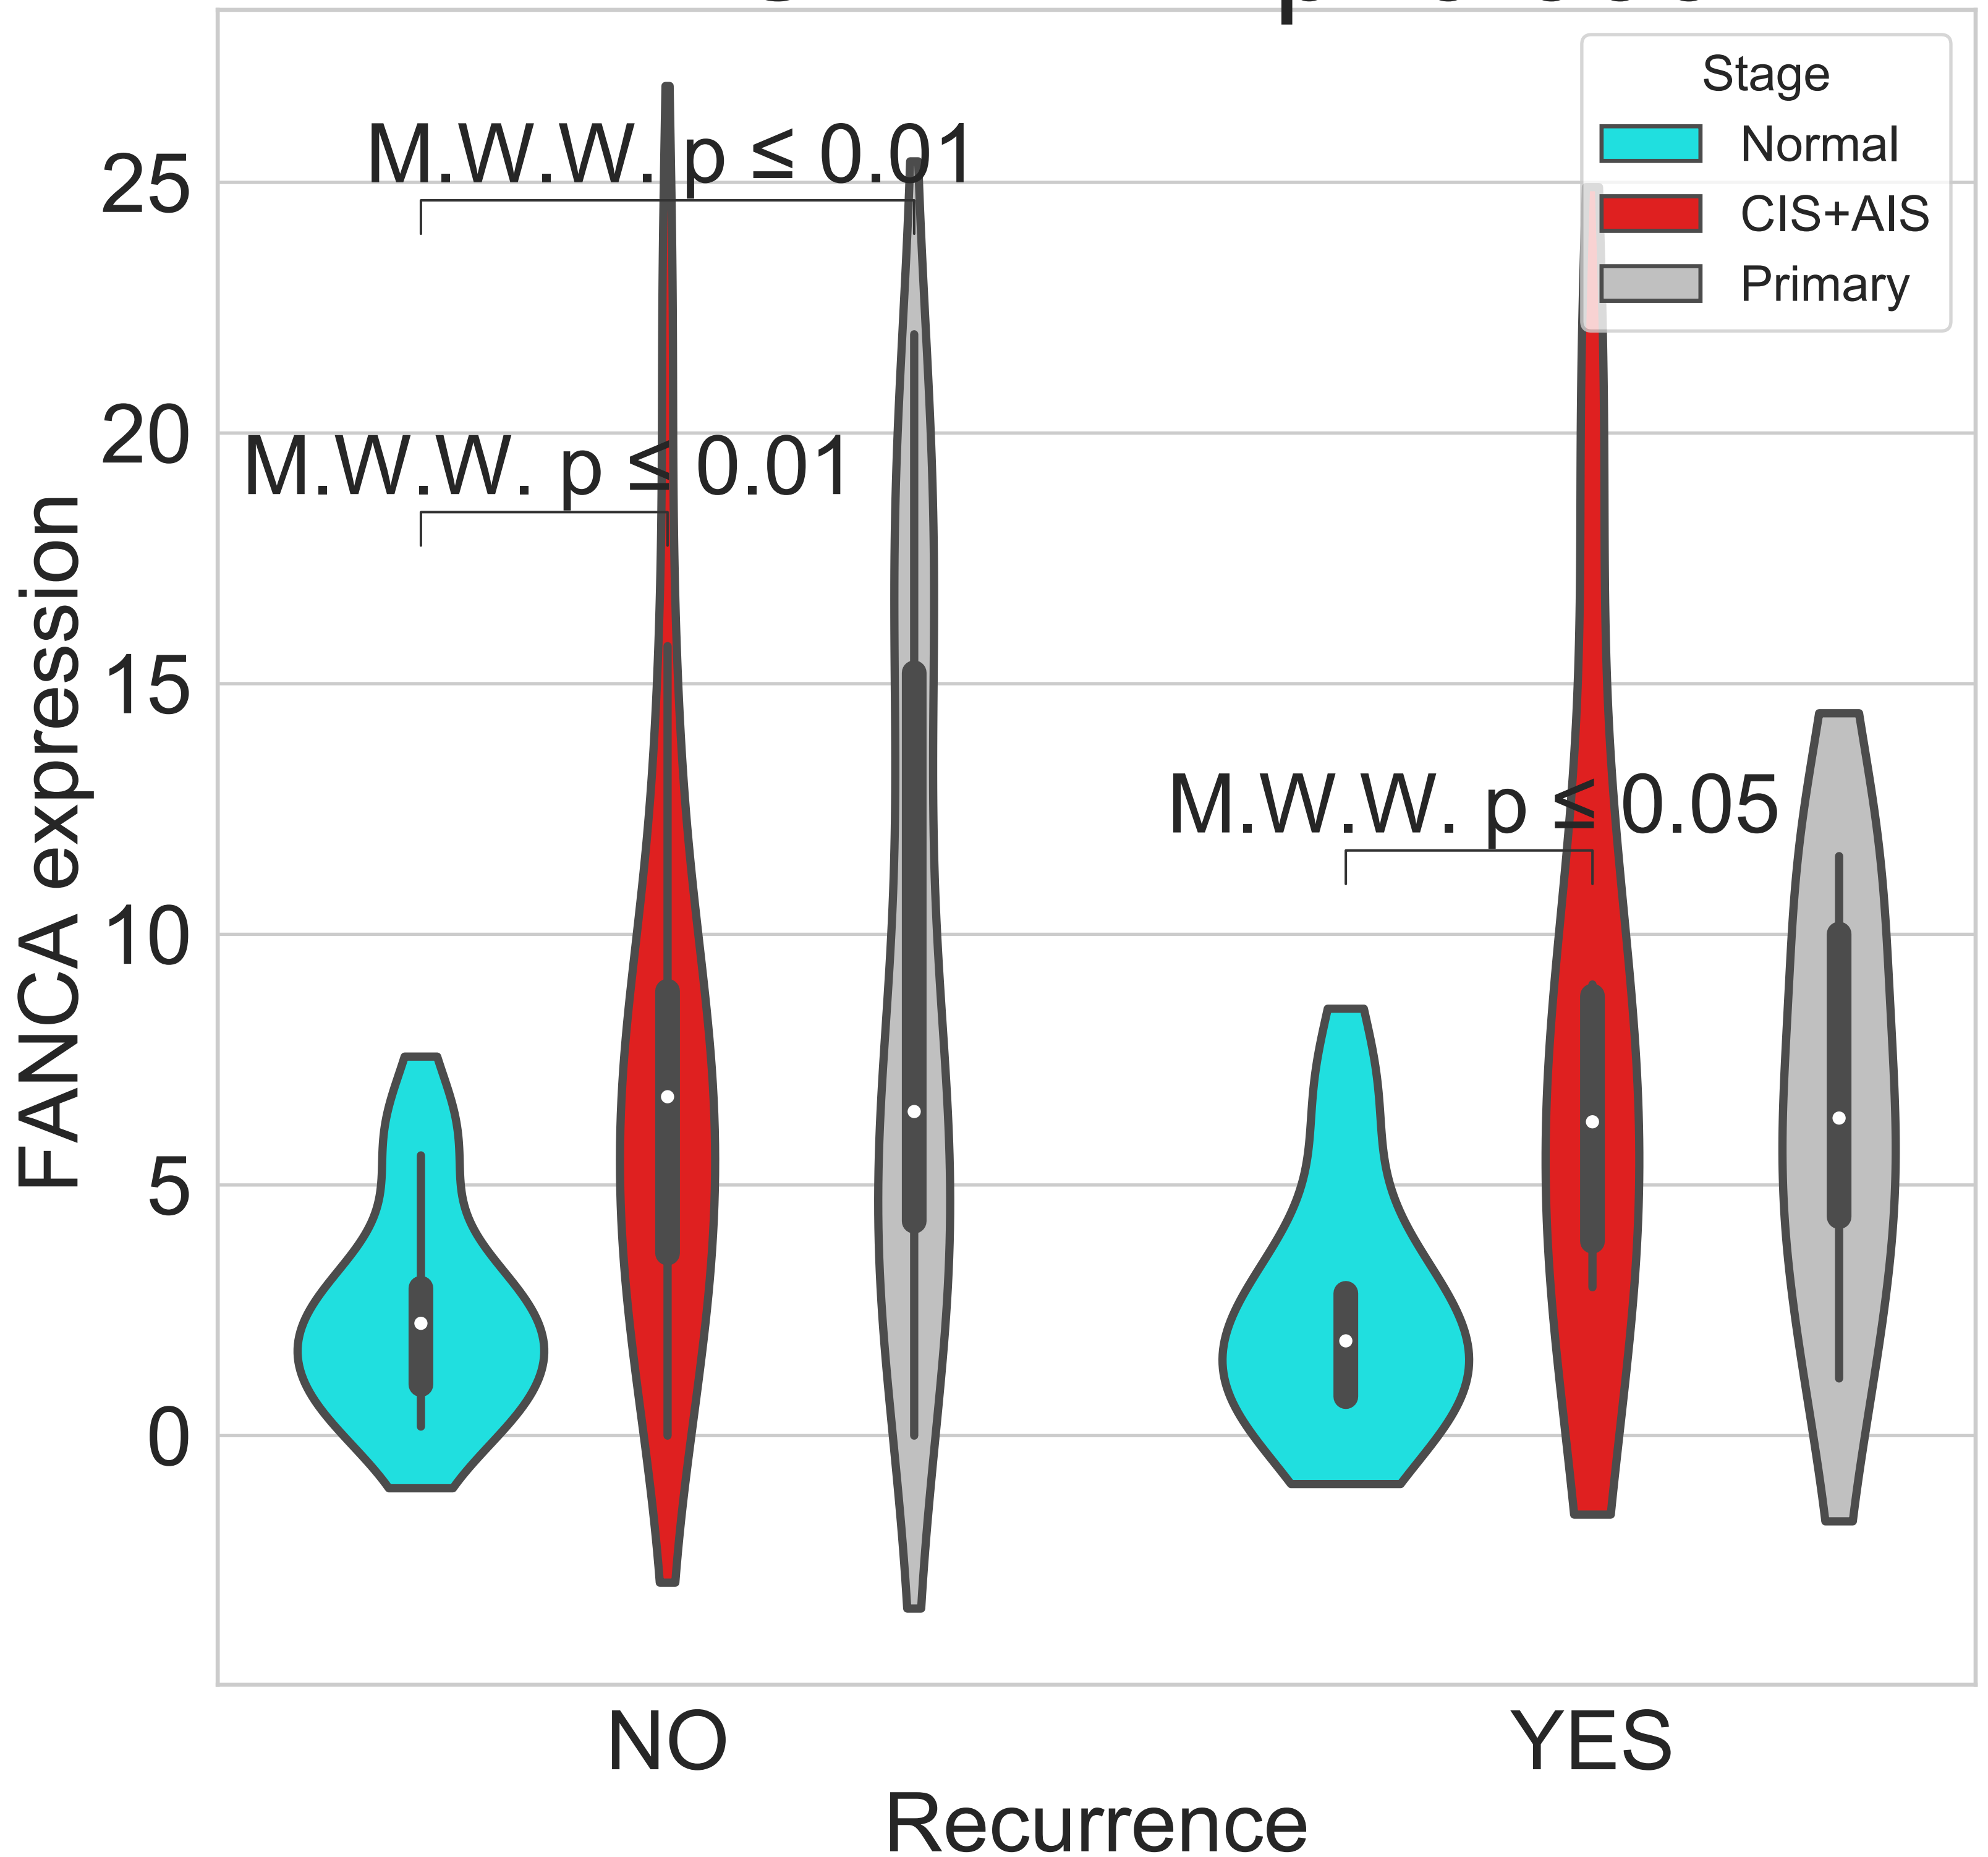 Stage
Normal
CIS+AIS
Primary
M.W.W. p ≤ 0.01
M.W.W. p ≤ 0.01
M.W.W. p ≤ 0.05
FANCA expression
25
20
15
10
5
0
NO
YES
Recurrence